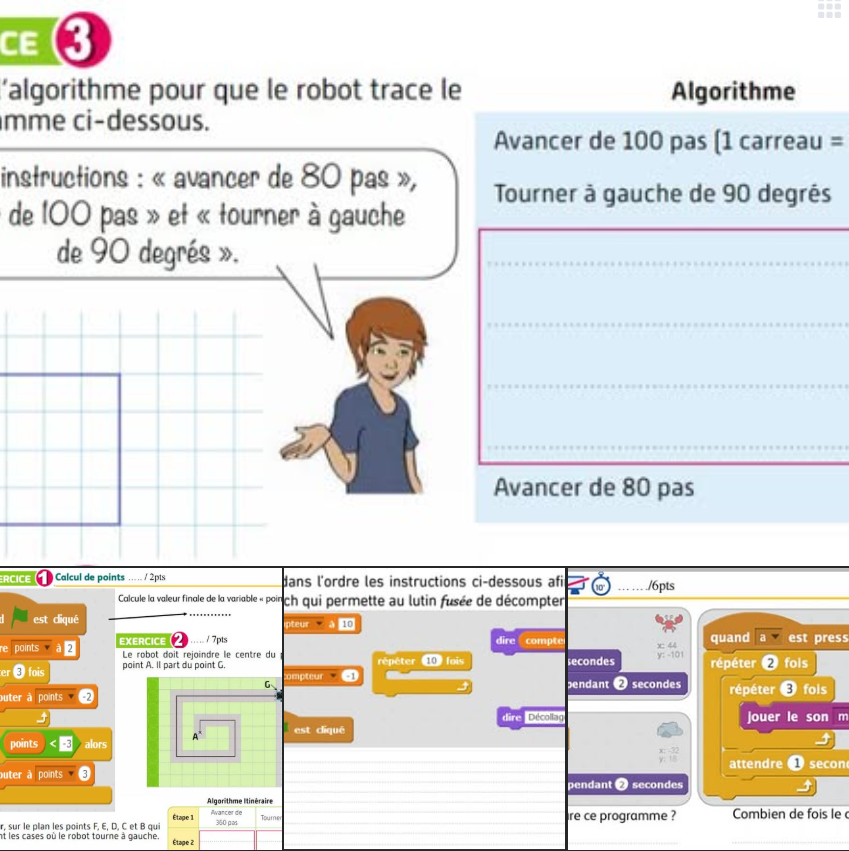 CE 3
l'algorithme pour que le robot trace le
amme ci-dessous.
instructions : « avancer de 80 pas »,
de 100 pas » et « tourner à gauche
de 90 degrés ».
Algorithme
Avancer de 100 pas (1 carreau =
Tourner à gauche de 90 degrés
Avancer de 80 pas
ERCICE 1 Calcul de points ..... / 2pts
Calcule la valeur finale de la variable « poin
est cliqué
re points à 2
er 3 fois
outer à points -2
points < -3 alors
outer à points 3
EXERCICE 2 ..... / 7pts
Le robot doit rejoindre le centre du p
point A. Il part du point G.
G
A
Algorithme Itinéraire
Étape 1 Avancer de 360 pas Tourner
Étape 2
r, sur le plan les points F, E, D, C et B qui
nt les cases où le robot tourne à gauche.
dans l'ordre les instructions ci-dessous afi
ch qui permette au lutin fusée de décompter
mpteur à 10
dire compte
répéter 10 fois
compteur -1
dire Décollag
est cliqué
10'
......./6pts
x: 44
y: -101
secondes
pendant 2 secondes
x: -32
y: 10
pendant 2 secondes
quand a est press
répéter 2 fois
répéter 3 fois
jouer le son m
attendre 1 secon
re ce programme ?
Combien de fois le c